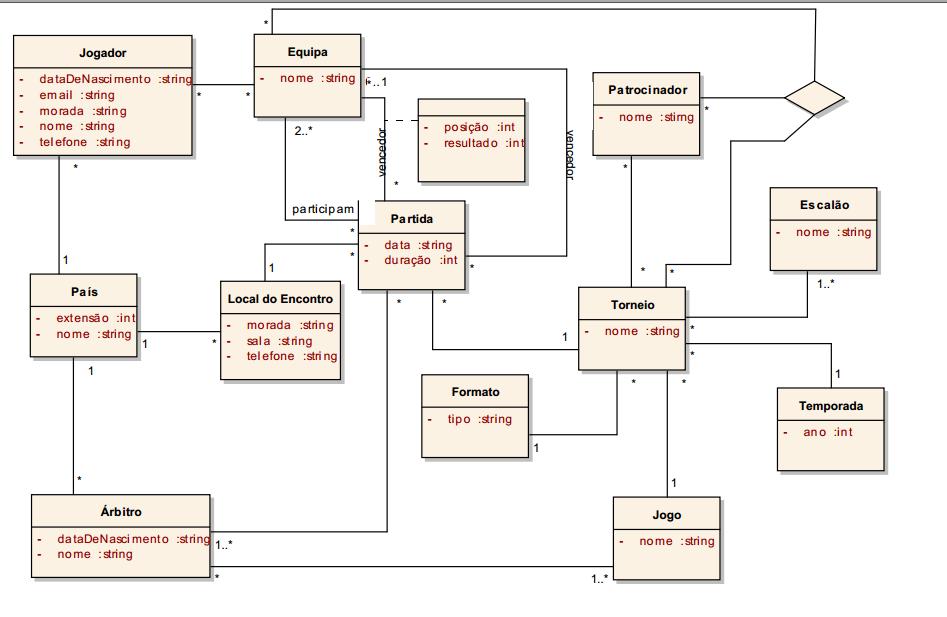 *
Jogador
- dataDeNascimento :string
- email :string
- morada :string
- nome :string
- telefone :string
*
*
*
1
Equipa
- nome :string
*..1
2..*
vencedor
*
- posição :int
- resultado :int
vencedor
Patrocinador
- nome :stirng
*
*
*
*
Escalão
- nome :string
1..*
participam
*
*
Partida
- data :string
- duração :int
*
*
*
País
- extensão :int
- nome :string
1
1
Local do Encontro
- morada :string
- sala :string
- telefone :string
1
*
Torneio
- nome :string
1
*
*
*
*
Formato
- tipo :string
1
Temporada
- ano :int
1
*
Árbitro
- dataDeNascimento :string
- nome :string
1..*
*
Jogo
- nome :string
1
1..*